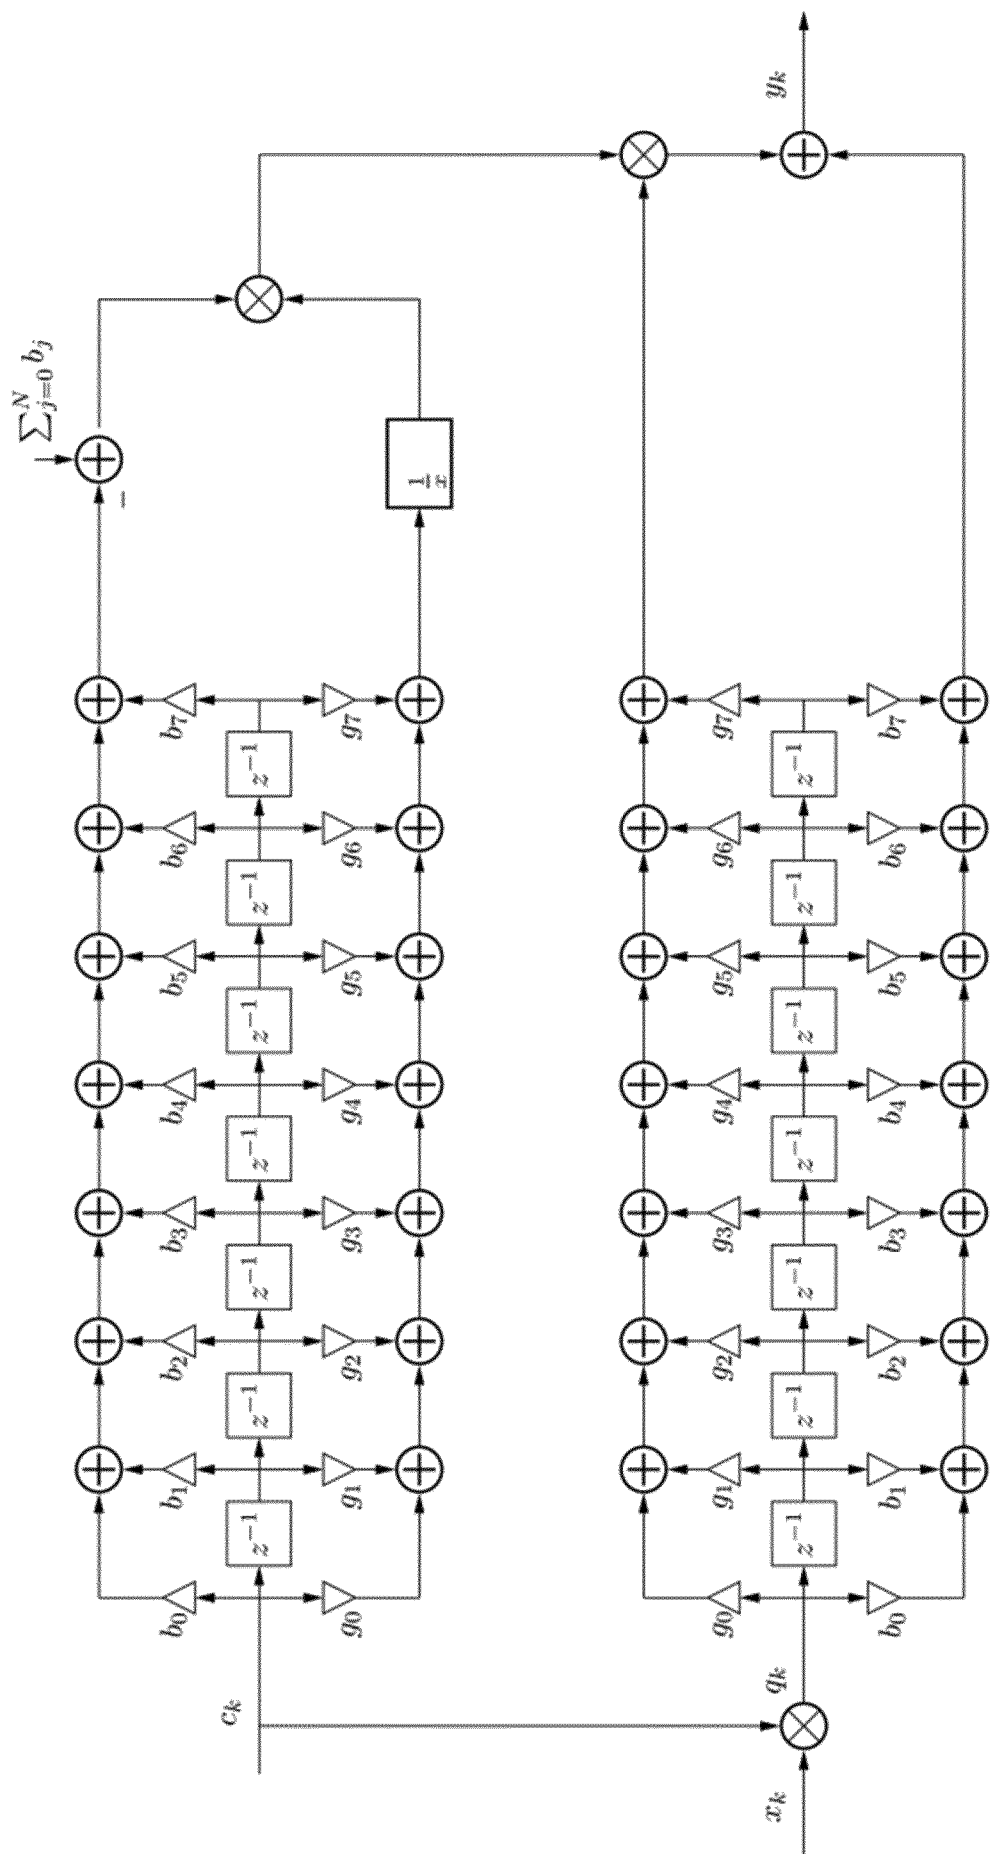 ∑_{j=0}^{N} b_j
−
b_0 b_1 b_2 b_3 b_4 b_5 b_6 b_7
c_k
z^{−1} z^{−1} z^{−1} z^{−1} z^{−1} z^{−1} z^{−1}
g_0 g_1 g_2 g_3 g_4 g_5 g_6 g_7
1/x
g_0 g_1 g_2 g_3 g_4 g_5 g_6 g_7
x_k
q_k
z^{−1} z^{−1} z^{−1} z^{−1} z^{−1} z^{−1} z^{−1}
y_k
b_0 b_1 b_2 b_3 b_4 b_5 b_6 b_7